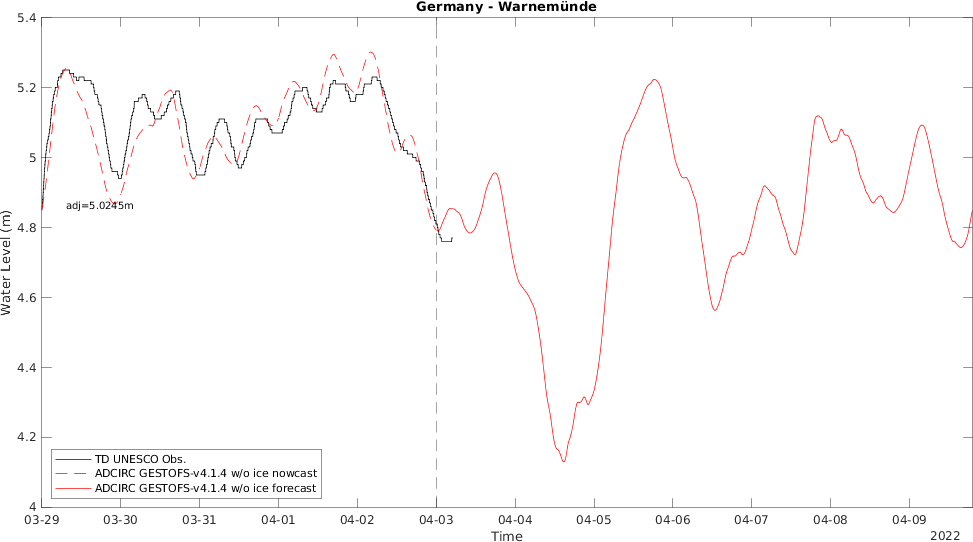 Germany - Warnemünde
5.4
5.2
5
4.8
4.6
4.4
4.2
4
Water Level (m)
adj=5.0245m
TD UNESCO Obs.
ADCIRC GESTOFS-v4.1.4 w/o ice nowcast
ADCIRC GESTOFS-v4.1.4 w/o ice forecast
03-29 03-30 03-31 04-01 04-02 04-03 04-04 04-05 04-06 04-07 04-08 04-09
Time
2022